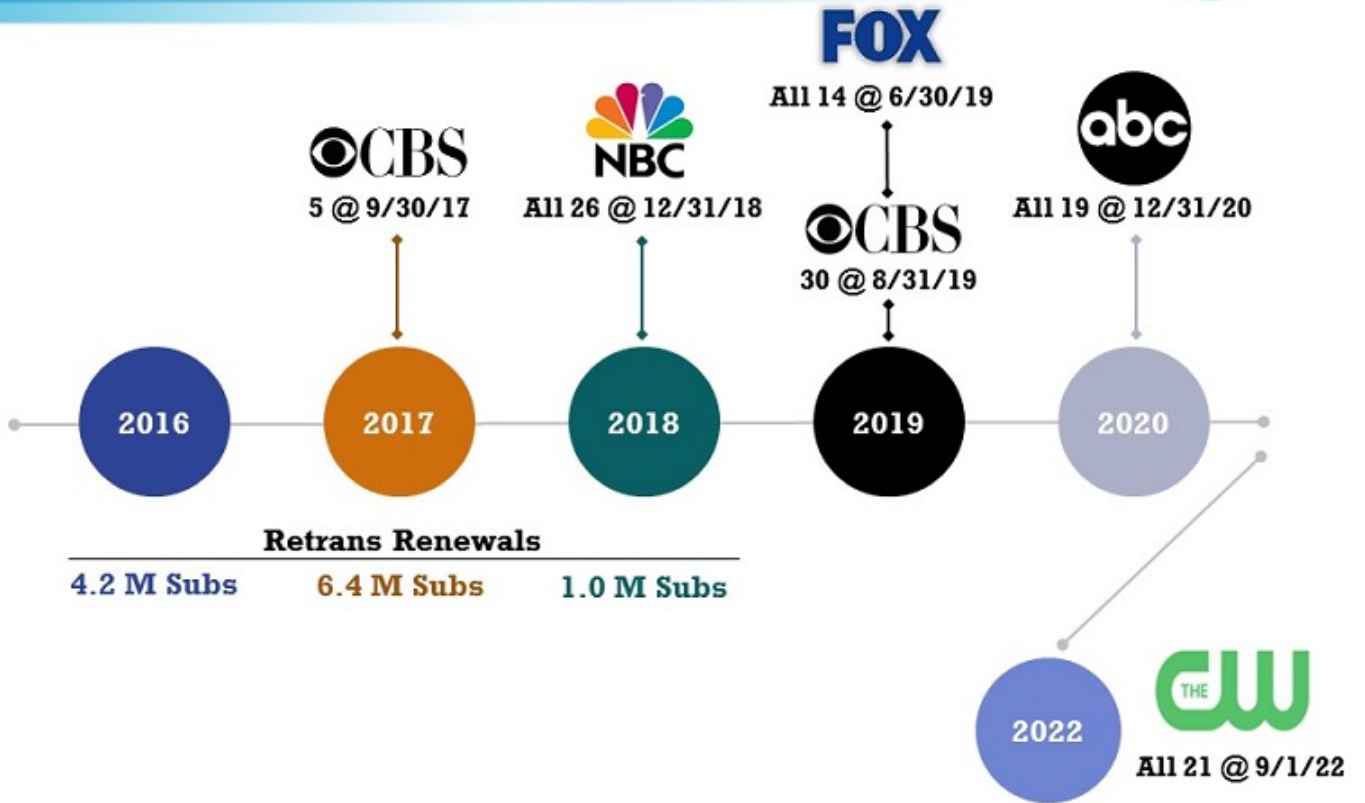 FOX
All 14 @ 6/30/19
CBS
5 @ 9/30/17
NBC
All 26 @ 12/31/18
CBS
30 @ 8/31/19
abc
All 19 @ 12/31/20
2016
2017
2018
2019
2020
Retrans Renewals
4.2 M Subs
6.4 M Subs
1.0 M Subs
2022
THE CW
All 21 @ 9/1/22